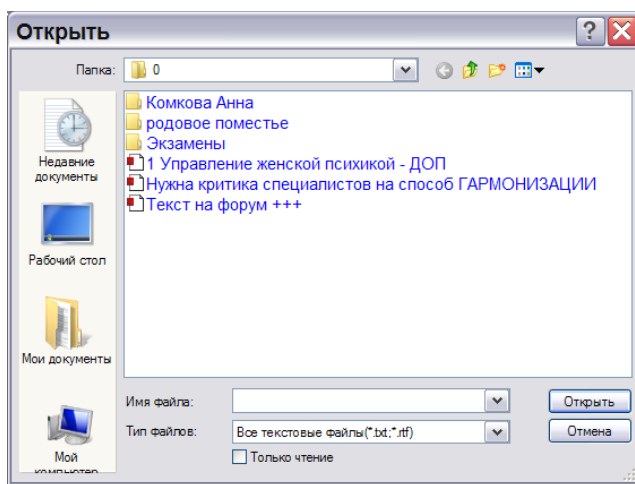 Открыть
Папка: 0
Комкова Анна
родовое поместье
Экзамены
1 Управление женской психикой - ДОП
Нужна критика специалистов на способ ГАРМОНИЗАЦИИ
Текст на форум +++
Недавние
документы
Рабочий стол
Мои документы
Мой
компьютер
Имя файла:
Открыть
Тип файлов: Все текстовые файлы(*.txt;*.rtf)
Отмена
Только чтение